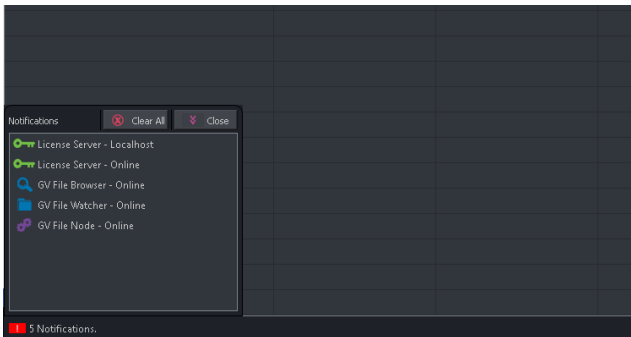 Notifications
Clear All
Close
License Server - Localhost
License Server - Online
GV File Browser - Online
GV File Watcher - Online
GV File Node - Online
! 5 Notifications.